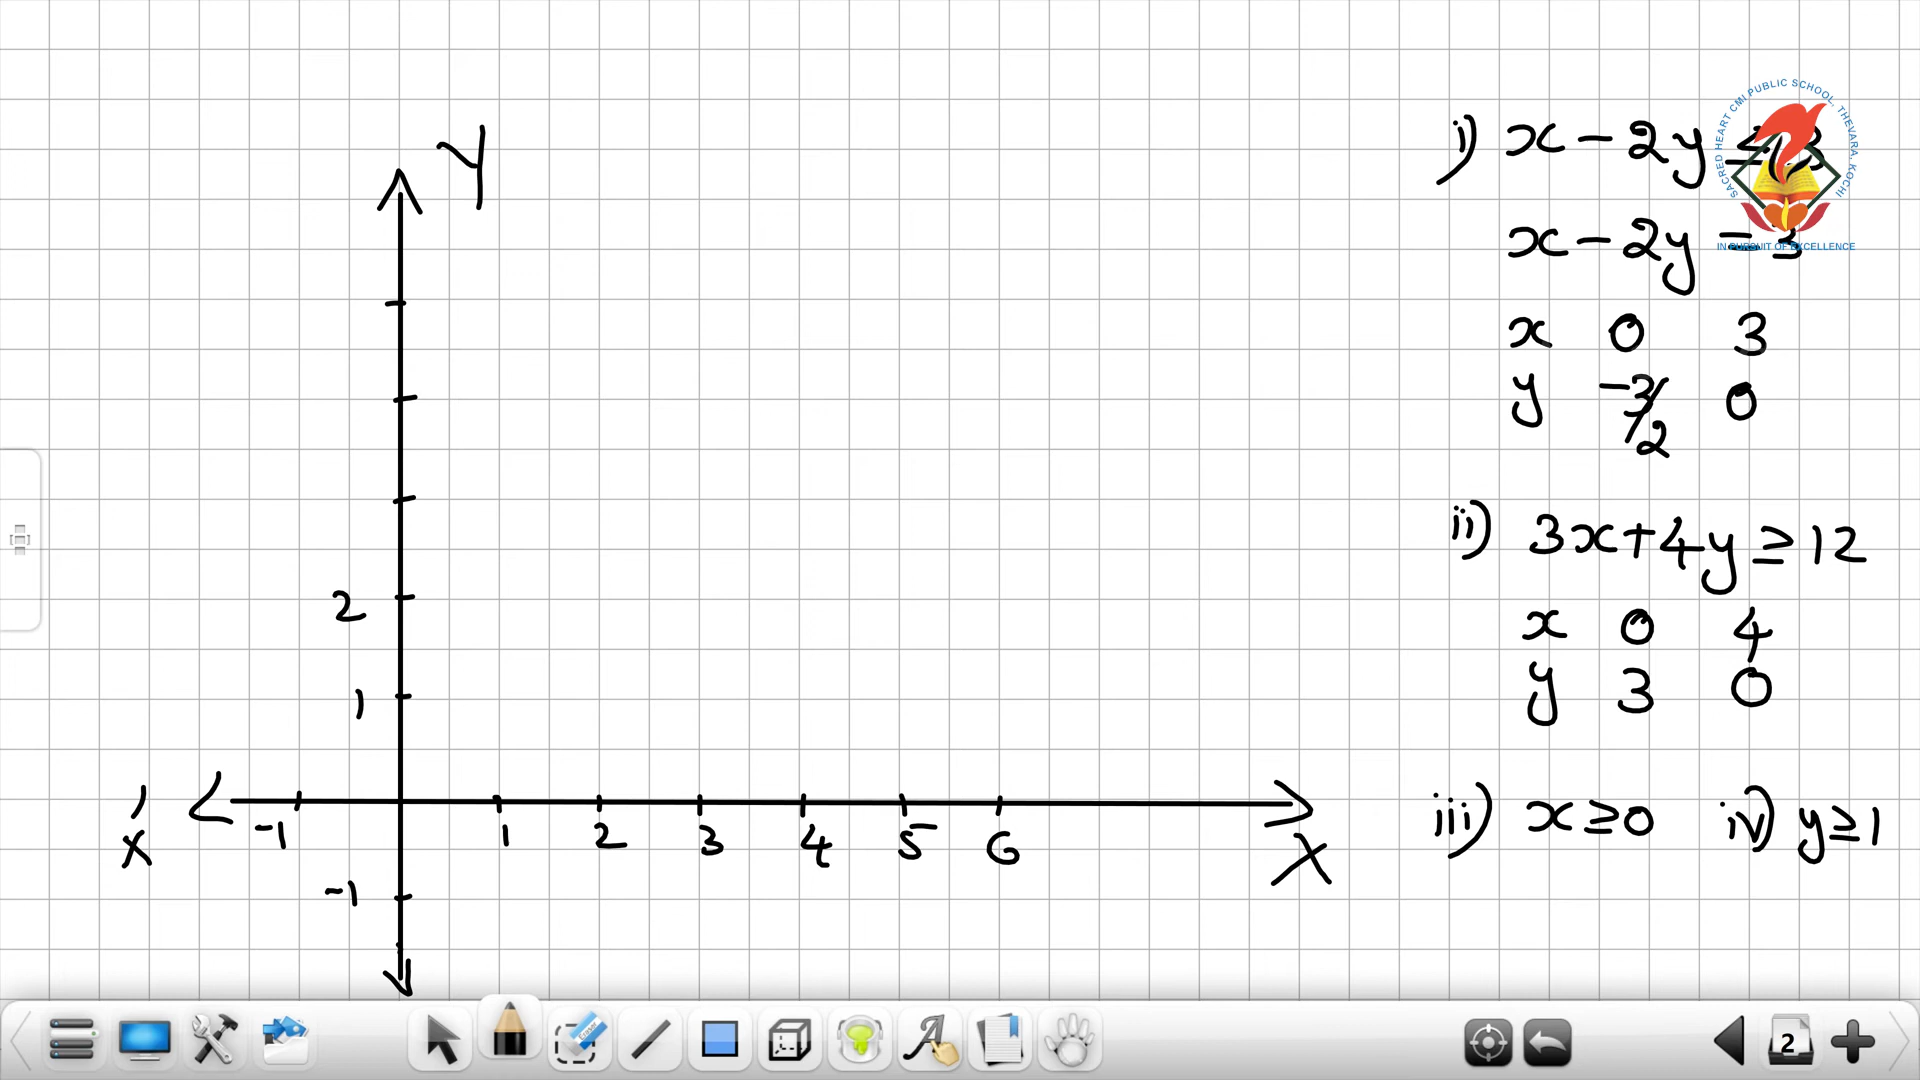 Y
2
1
-1 1 2 3 4 5 6
X'
X
-1
i) x - 2y ≤ 3
x - 2y = 3
x 0 3
y -3/2 0
ii) 3x + 4y ≥ 12
x 0 4
y 3 0
iii) x ≥ 0 iv) y ≥ 1
SACRED HEART CMI PUBLIC SCHOOL, THEVARA, KOCHI
IN PURSUIT OF EXCELLENCE
Eraser
A
2